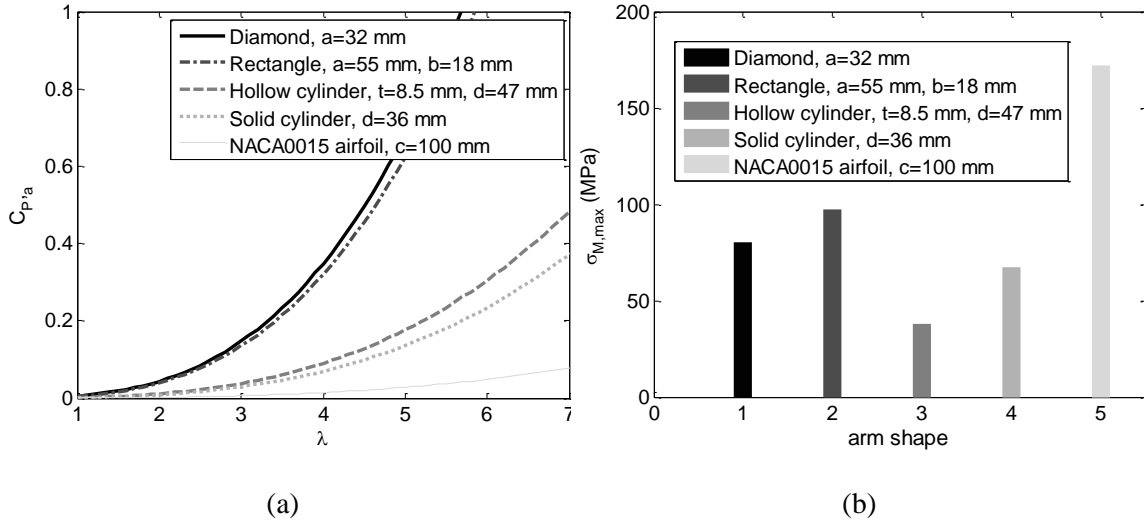 1
0.8
0.6
0.4
0.2
0
C_P,a
Diamond, a=32 mm
Rectangle, a=55 mm, b=18 mm
Hollow cylinder, t=8.5 mm, d=47 mm
Solid cylinder, d=36 mm
NACA0015 airfoil, c=100 mm
1 2 3 4 5 6 7
λ
(a)
200
150
100
50
0
σ_M,max (MPa)
Diamond, a=32 mm
Rectangle, a=55 mm, b=18 mm
Hollow cylinder, t=8.5 mm, d=47 mm
Solid cylinder, d=36 mm
NACA0015 airfoil, c=100 mm
0 1 2 3 4 5
arm shape
(b)